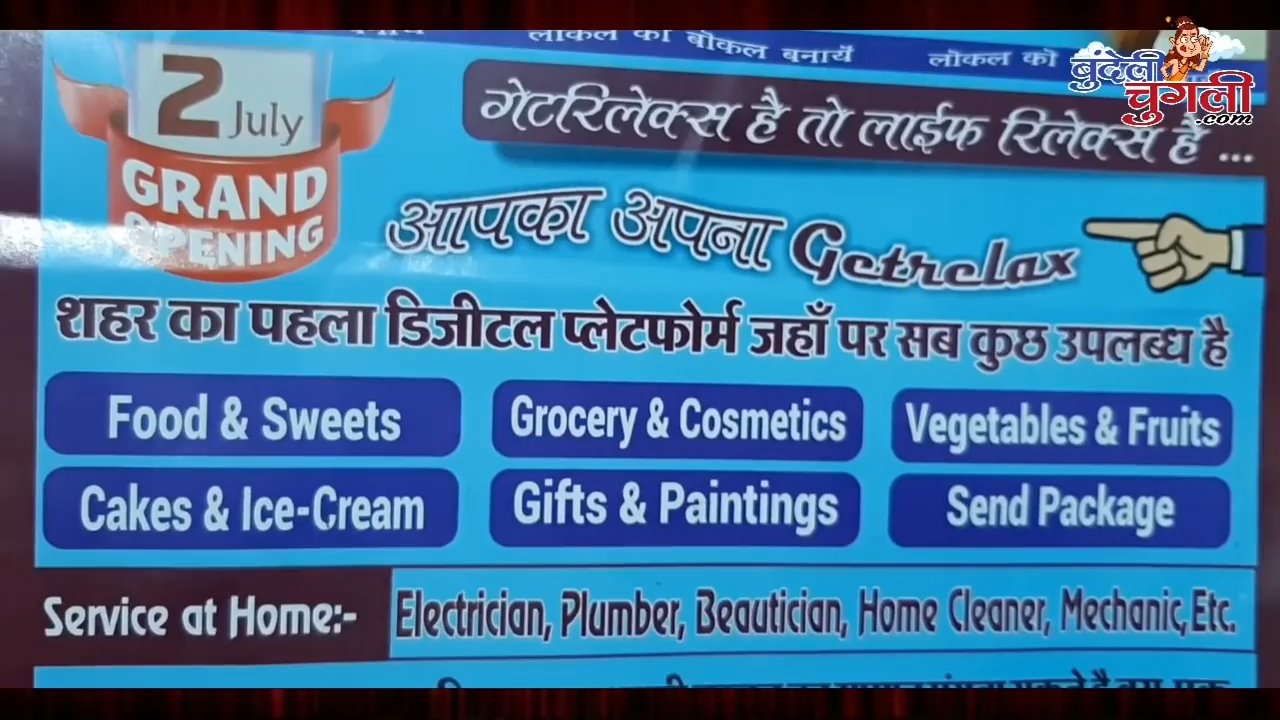 लोकल को वोकल बनायें लोकल को
बुंदेली
चुगली
.com
2 July
GRAND
OPENING
गेटरिलेक्स है तो लाईफ रिलेक्स है ...
आपका अपना Getrelax
शहर का पहला डिजीटल प्लेटफोर्म जहाँ पर सब कुछ उपलब्ध है
Food & Sweets Grocery & Cosmetics Vegetables & Fruits
Cakes & Ice-Cream Gifts & Paintings Send Package
Service at Home:- Electrician, Plumber, Beautician, Home Cleaner, Mechanic, Etc.